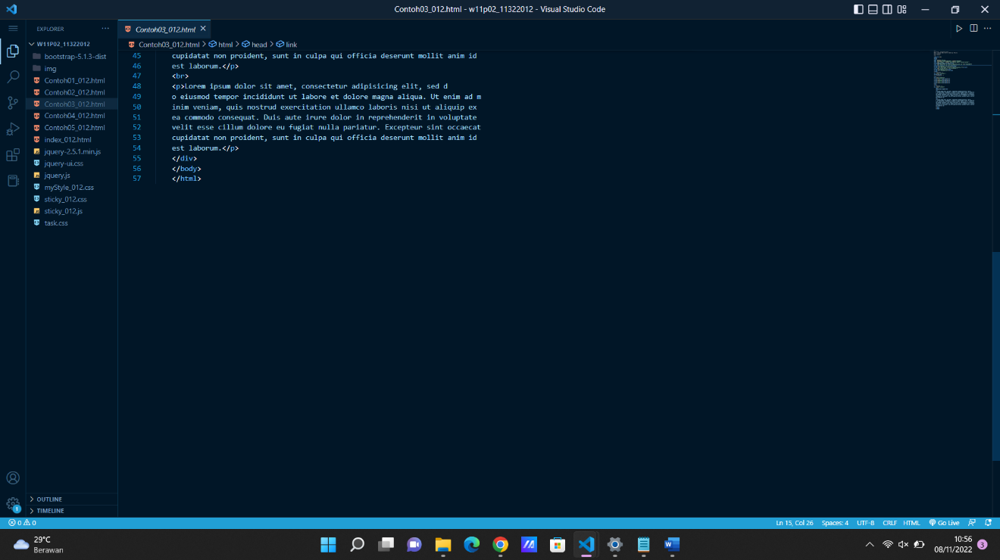 Contoh03_012.html - w11p02_11322012 - Visual Studio Code
EXPLORER
Contoh03_012.html
W11P02_11322012
bootstrap-5.1.3-dist
img
Contoh01_012.html
Contoh02_012.html
Contoh03_012.html
Contoh04_012.html
Contoh05_012.html
index_012.html
jquery-2.5.1.min.js
jquery-ui.css
jquery.js
myStyle_012.css
sticky_012.css
sticky_012.js
task.css
OUTLINE
TIMELINE
Contoh03_012.html > html > head > link
45 cupidatat non proident, sunt in culpa qui officia deserunt mollit anim id
46 est laborum.</p>
47 <br>
48 <p>Lorem ipsum dolor sit amet, consectetur adipisicing elit, sed d
49 o eiusmod tempor incididunt ut labore et dolore magna aliqua. Ut enim ad m
50 inim veniam, quis nostrud exercitation ullamco laboris nisi ut aliquip ex
51 ea commodo consequat. Duis aute irure dolor in reprehenderit in voluptate
52 velit esse cillum dolore eu fugiat nulla pariatur. Excepteur sint occaecat
53 cupidatat non proident, sunt in culpa qui officia deserunt mollit anim id
54 est laborum.</p>
55 </div>
56 </body>
57 </html>
1
0 0
Ln 15, Col 26 Spaces: 4 UTF-8 CRLF HTML Go Live
29°C
Berawan
10:56
08/11/2022
3